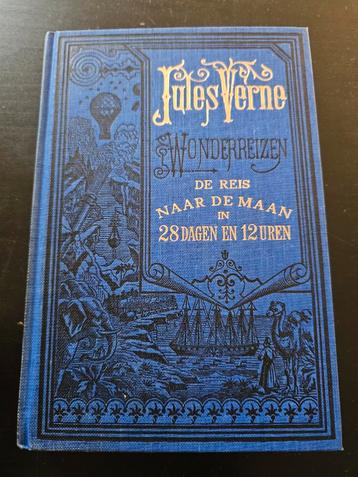 Jules Verne
Wonderreizen
DE REIS
NAAR DE MAAN
IN
28 DAGEN EN 12 UREN